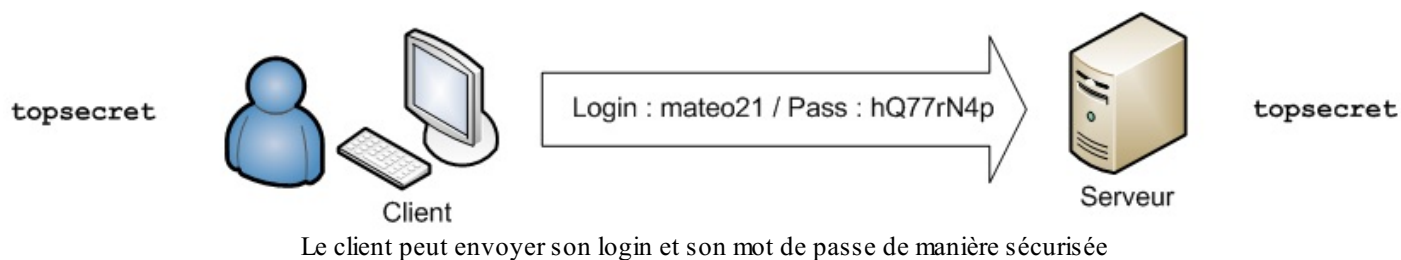 topsecret
Login : mateo21 / Pass : hQ77rN4p
topsecret
Client
Serveur
Le client peut envoyer son login et son mot de passe de manière sécurisée